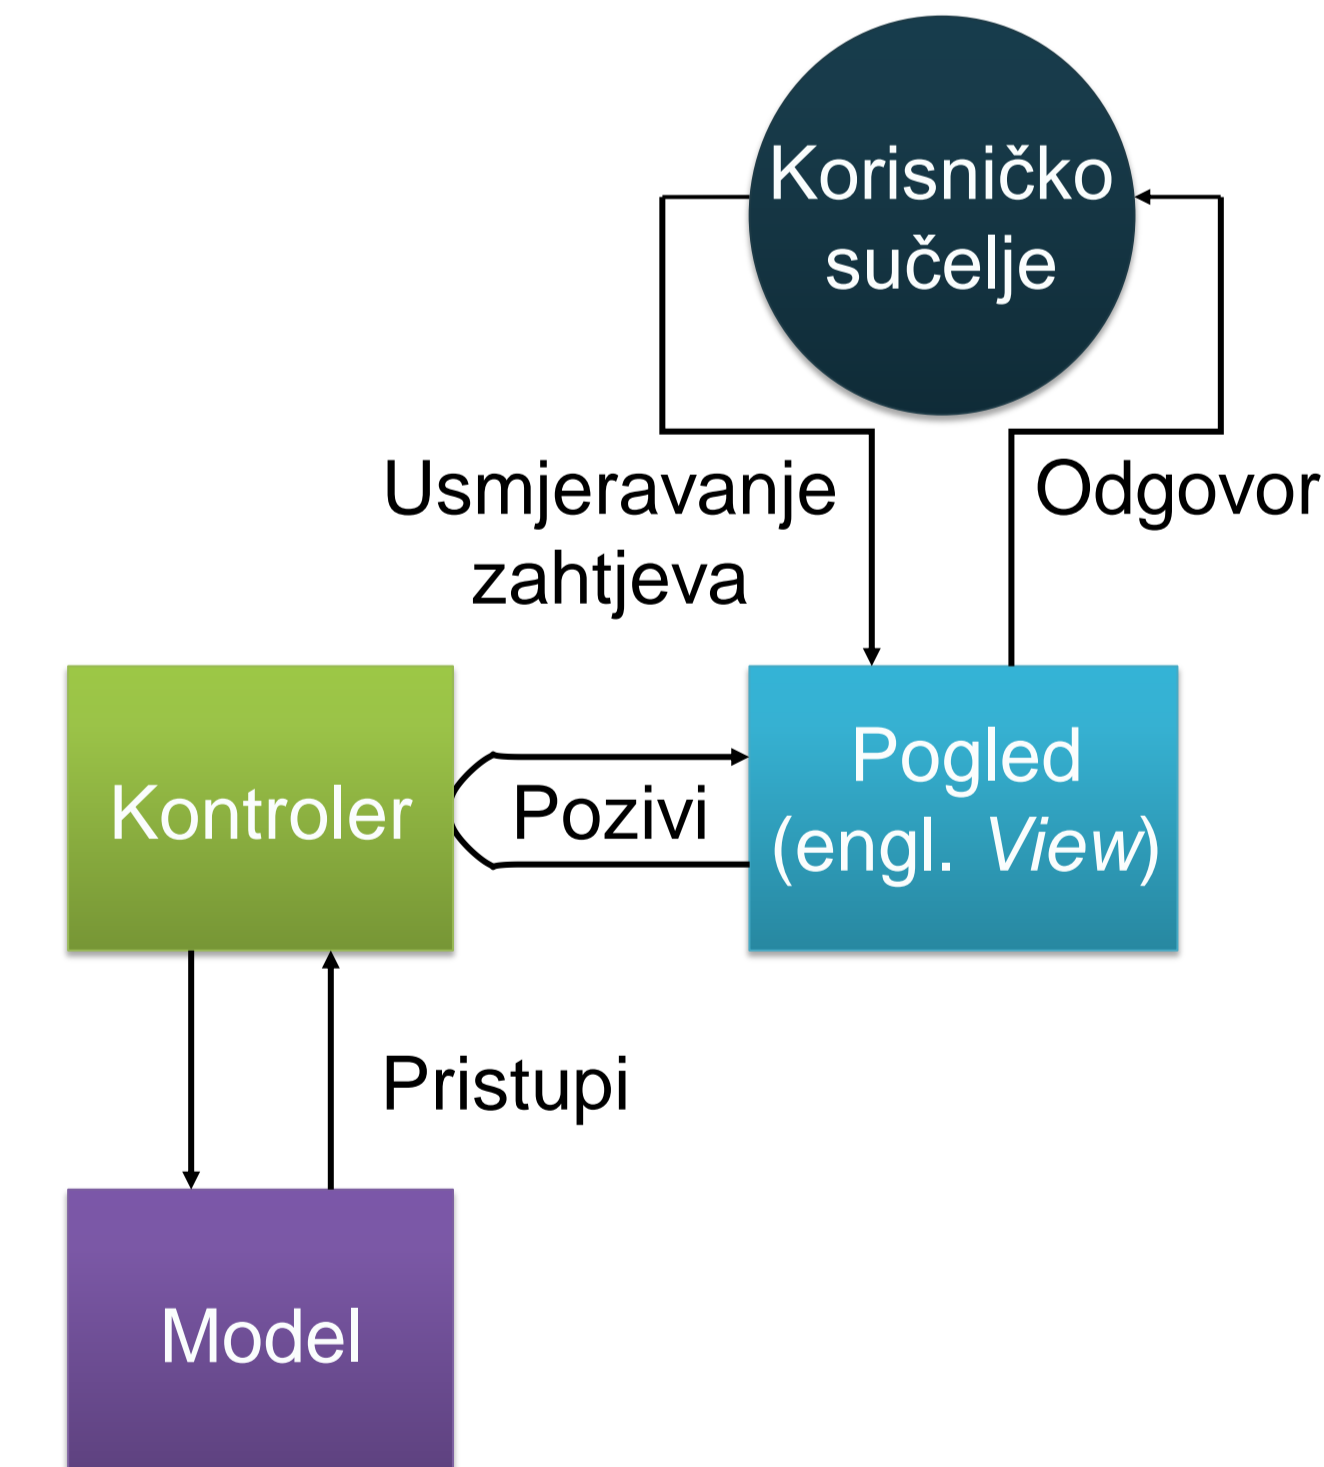 Korisničko
sučelje
Usmjeravanje
zahtjeva
Odgovor
Kontroler
Pozivi
Pogled
(engl. View)
Pristupi
Model